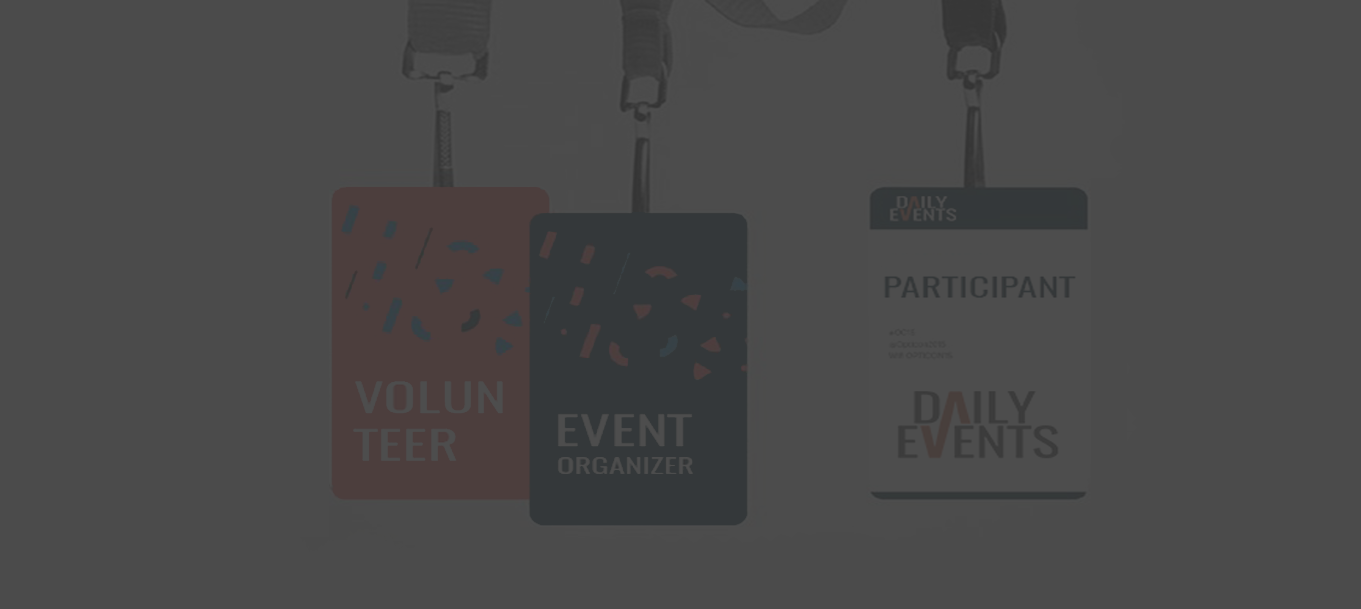 VOLUN
TEER
EVENT
ORGANIZER
DAILY
EVENTS
PARTICIPANT
DAILY
EVENTS